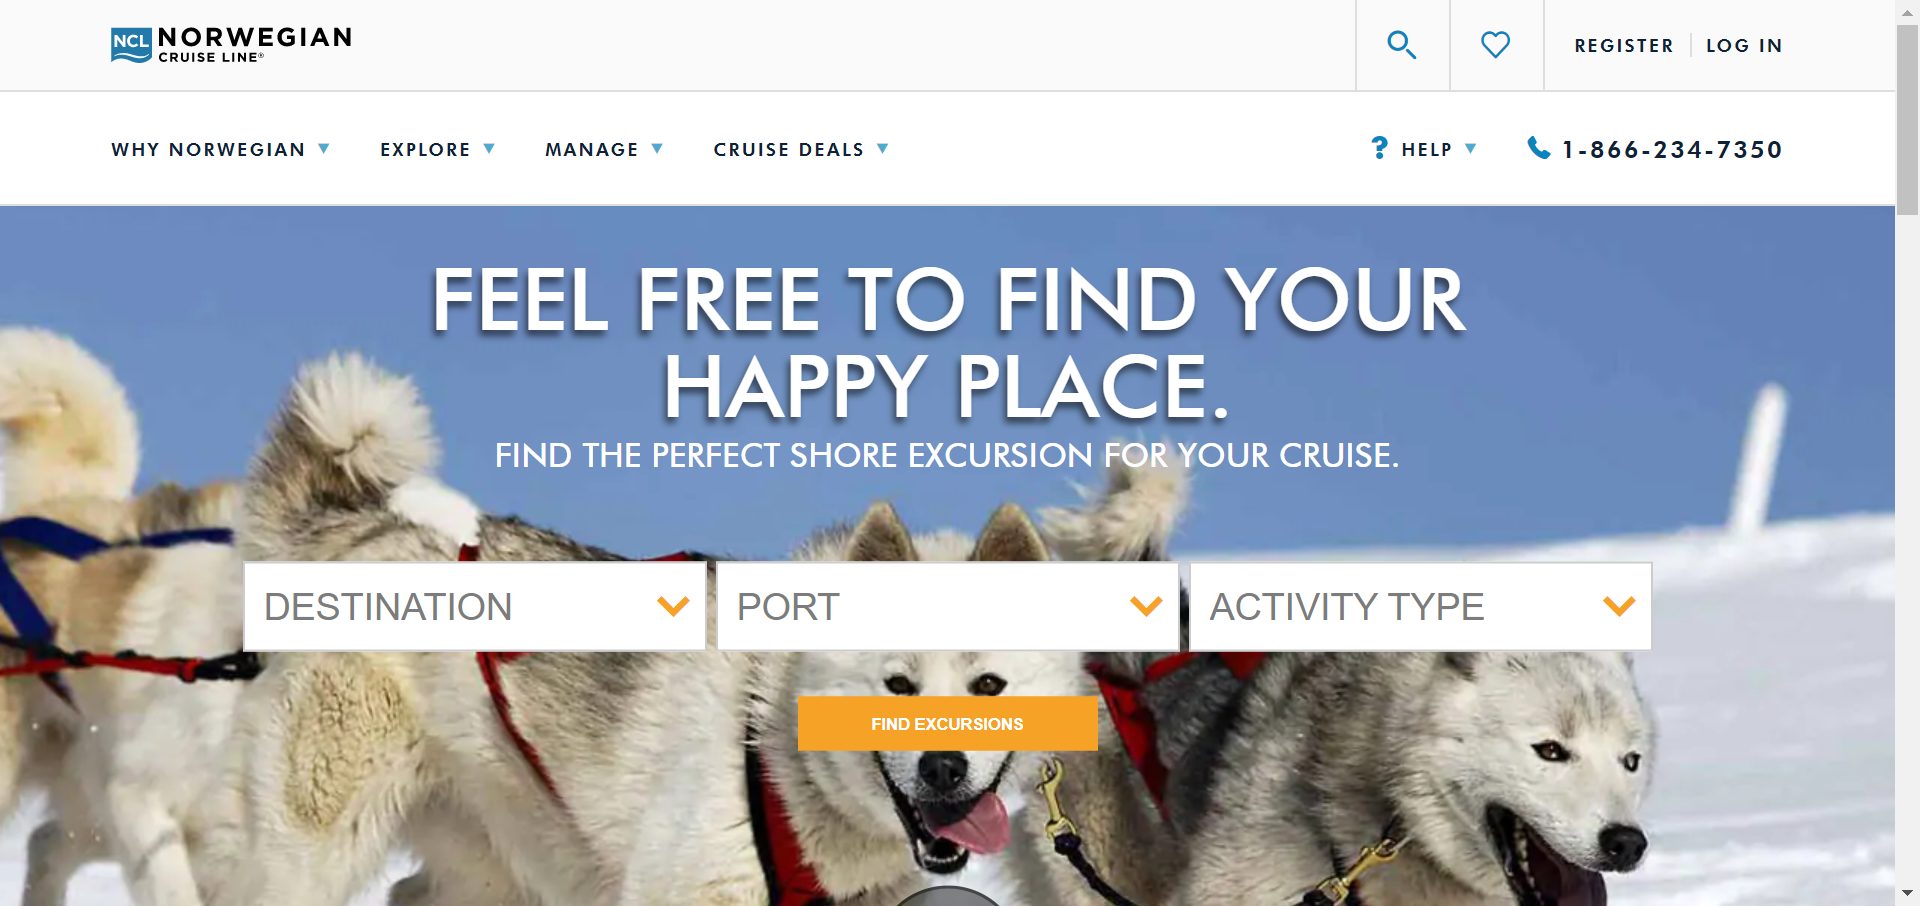 NCL NORWEGIAN
CRUISE LINE®
REGISTER
LOG IN
WHY NORWEGIAN
EXPLORE
MANAGE
CRUISE DEALS
? HELP
1-866-234-7350
FEEL FREE TO FIND YOUR
HAPPY PLACE.
FIND THE PERFECT SHORE EXCURSION FOR YOUR CRUISE.
DESTINATION
PORT
ACTIVITY TYPE
FIND EXCURSIONS